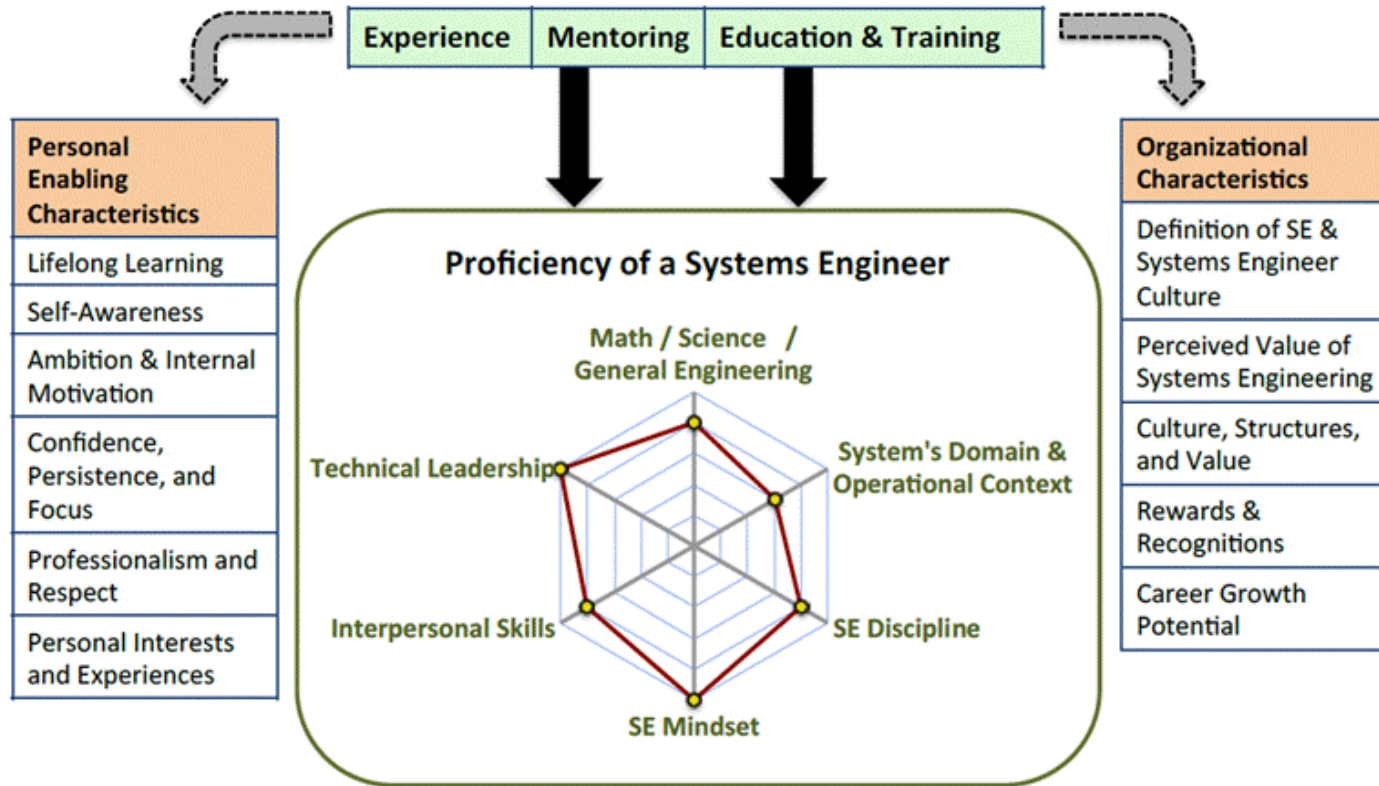 Experience
Mentoring
Education & Training
Personal
Enabling
Characteristics
Lifelong Learning
Self-Awareness
Ambition & Internal
Motivation
Confidence,
Persistence, and
Focus
Professionalism and
Respect
Personal Interests
and Experiences
Proficiency of a Systems Engineer
Math / Science /
General Engineering
System's Domain &
Operational Context
SE Discipline
SE Mindset
Interpersonal Skills
Technical Leadership
Organizational
Characteristics
Definition of SE &
Systems Engineer
Culture
Perceived Value of
Systems Engineering
Culture, Structures,
and Value
Rewards &
Recognitions
Career Growth
Potential